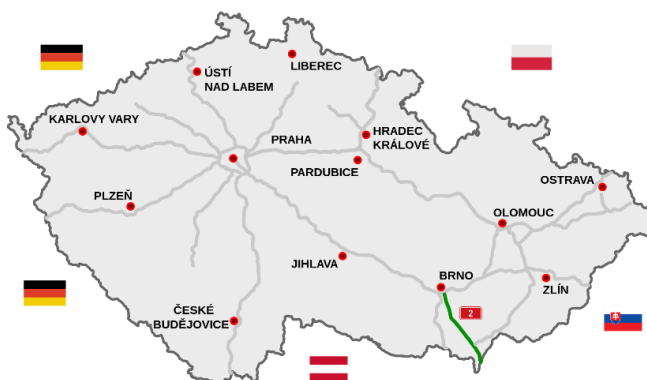 LIBEREC
ÚSTÍ
NAD LABEM
KARLOVY VARY
HRADEC
KRÁLOVÉ
PRAHA
PARDUBICE
OSTRAVA
PLZEŇ
OLOMOUC
JIHLAVA
BRNO
ZLÍN
2
ČESKÉ
BUDĚJOVICE